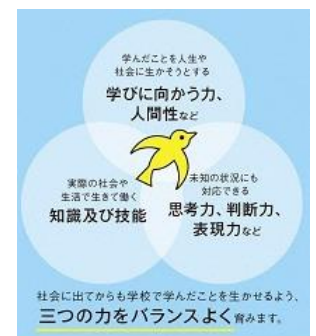 学んだことを人生や
社会に生かそうとする
学びに向かう力、
人間性など
実際の社会や
生活で生きて働く
知識及び技能
未知の状況にも
対応できる
思考力、判断力、
表現力など
社会に出てからも学校で学んだことを生かせるよう、
三つの力をバランスよく育みます。